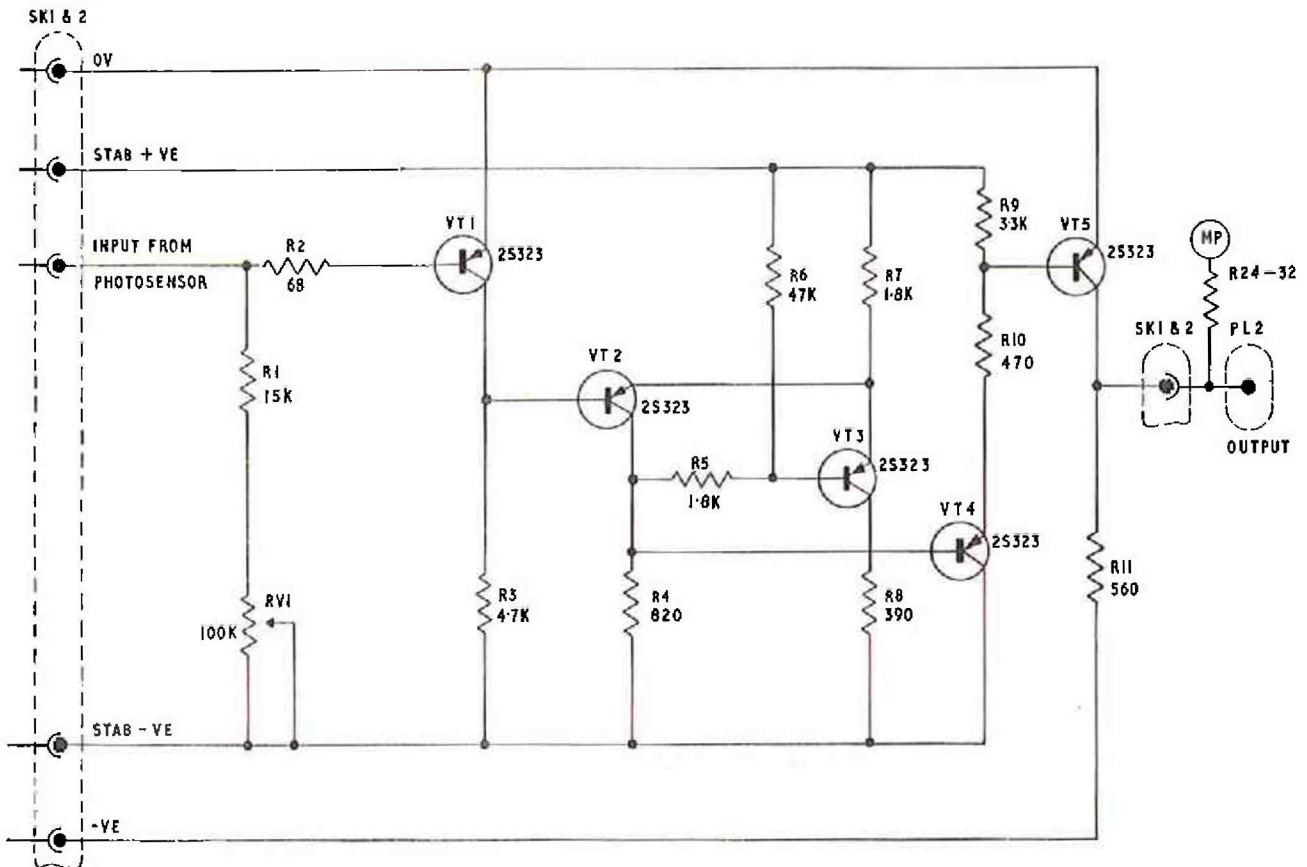 SK1 & 2
0V
STAB + VE
INPUT FROM
PHOTOSENSOR
R2
68
VT1
2S323
R1
15K
RV1
100K
R3
4·7K
VT2
2S323
R4
820
R5
1·8K
R6
47K
R7
1·8K
VT3
2S323
VT4
2S323
R8
390
R9
3·3K
R10
470
VT5
2S323
MP
R24-32
SK1 & 2
PL2
OUTPUT
R11
560
STAB - VE
-VE